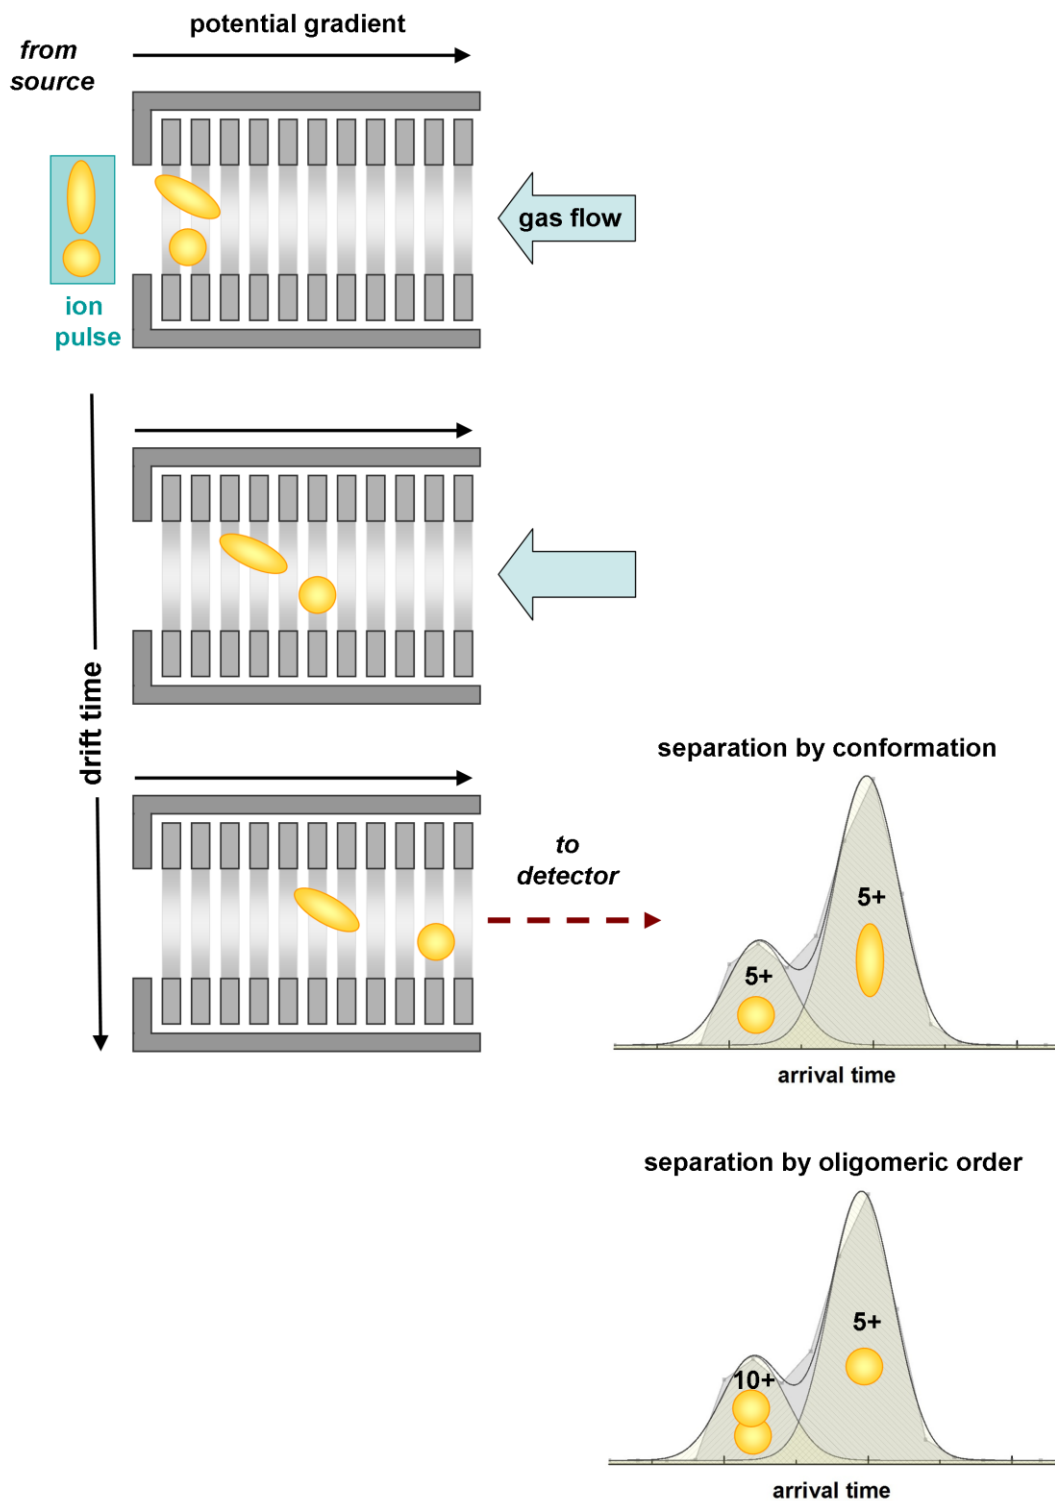 potential gradient
from
source
gas flow
ion
pulse
drift time
separation by conformation
to
detector
5+
5+
arrival time
separation by oligomeric order
5+
10+
arrival time